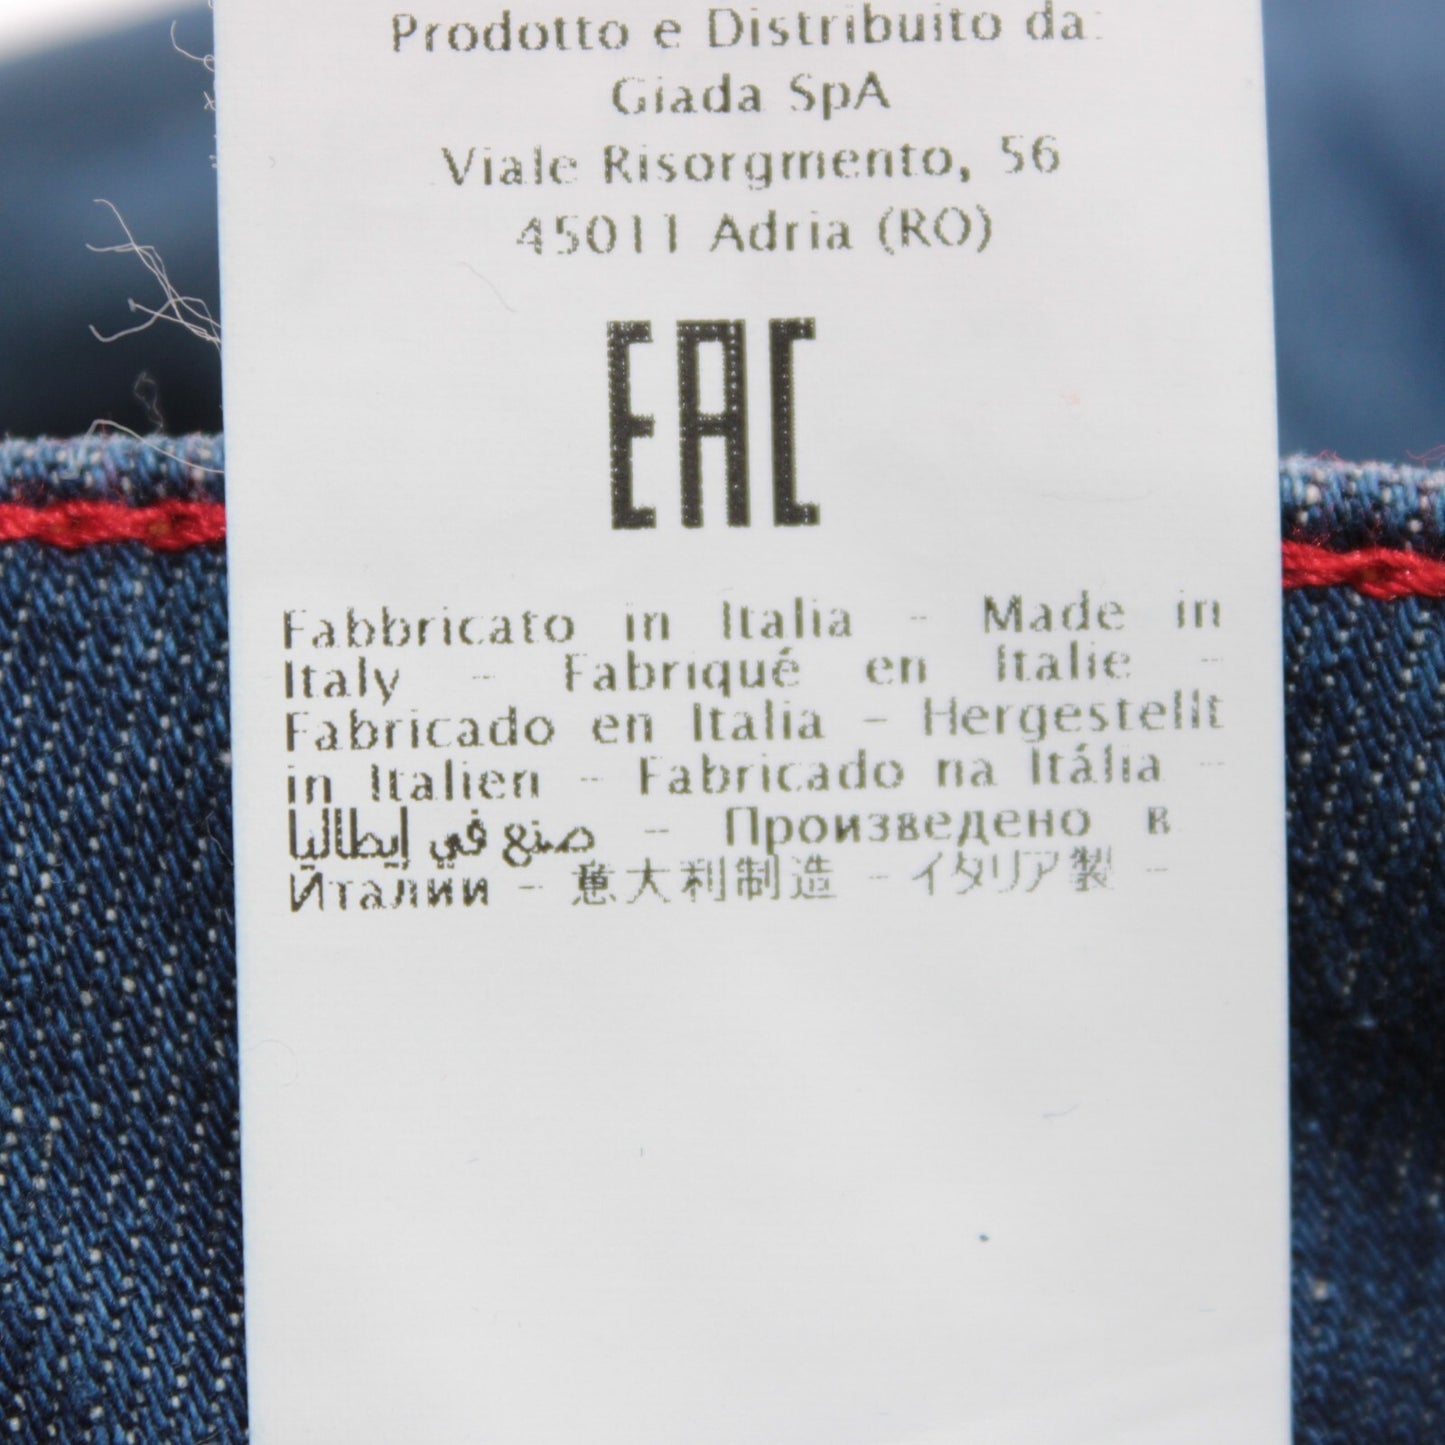 Prodotto e Distribuito da:
Giada SpA
Viale Risorgmento, 56
45011 Adria (RO)
EAC
Fabbricato in Italia - Made in
Italy - Fabriqué en Italie -
Fabricado en Italia - Hergestellt
in Italien - Fabricado na Itália -
صنع في إيطاليا - Произведено в
Италии - 意大利制造 - イタリア製 -